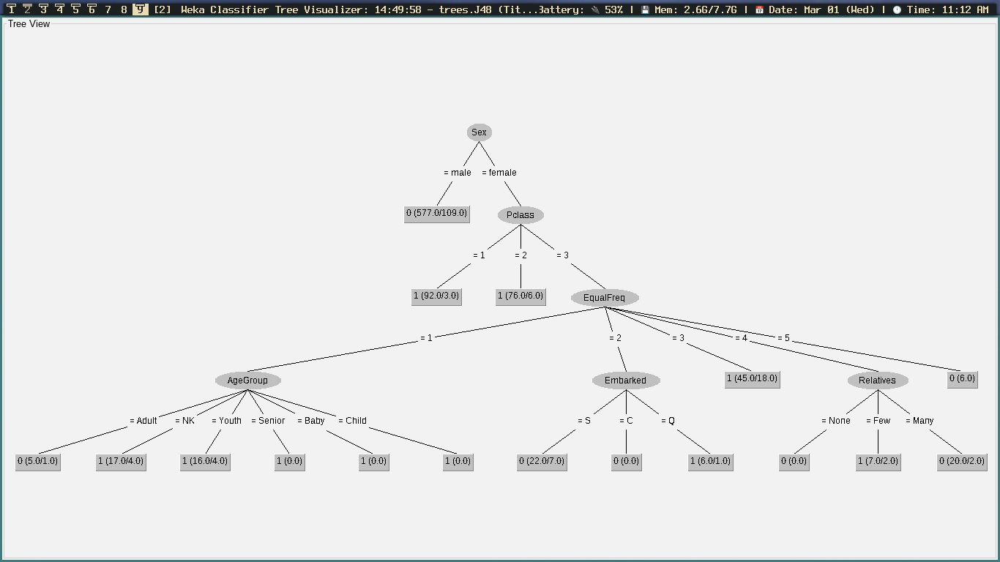 1 2 3 4 5 6 7 8 9 [2] Weka Classifier Tree Visualizer: 14:49:58 - trees.J48 (Tit...Battery: 53% | Mem: 2.6G/7.7G | Date: Mar 01 (Wed) | Time: 11:12 AM
Tree View
Sex
= male = female
0 (577.0/109.0) Pclass
= 1 = 2 = 3
1 (92.0/3.0) 1 (76.0/6.0) EqualFreq
= 1 = 2 = 3 = 4 = 5
AgeGroup Embarked 1 (45.0/18.0) Relatives 0 (6.0)
= Adult = NK = Youth = Senior = Baby = Child = S = C = Q = None = Few = Many
0 (5.0/1.0) 1 (17.0/4.0) 1 (16.0/4.0) 1 (0.0) 1 (0.0) 1 (0.0) 0 (22.0/7.0) 0 (0.0) 1 (6.0/1.0) 0 (0.0) 1 (7.0/2.0) 0 (20.0/2.0)